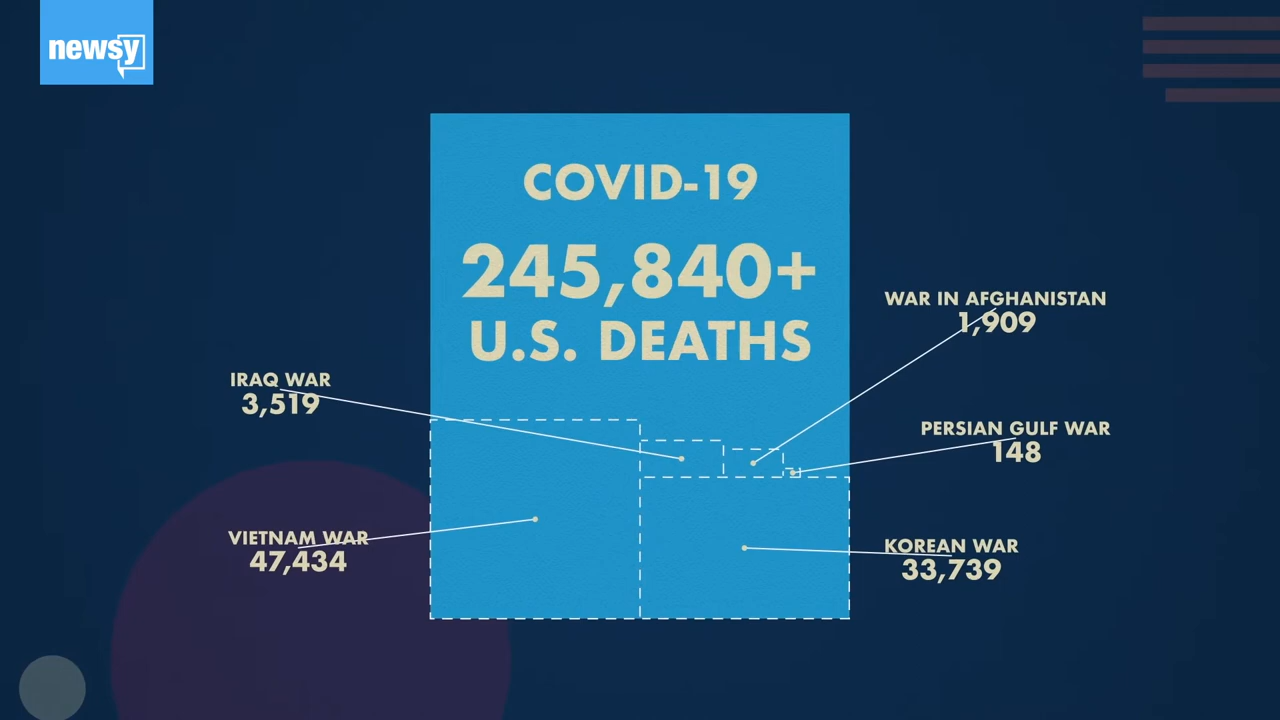 newsy
COVID-19
245,840+
U.S. DEATHS
WAR IN AFGHANISTAN
1,909
IRAQ WAR
3,519
PERSIAN GULF WAR
148
VIETNAM WAR
47,434
KOREAN WAR
33,739